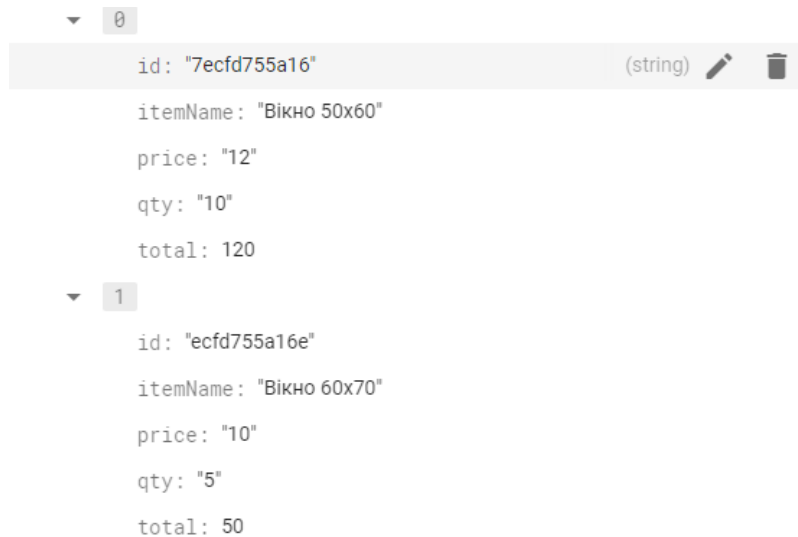 0
id: "7ecfd755a16" (string)
itemName: "Вікно 50x60"
price: "12"
qty: "10"
total: 120
1
id: "ecfd755a16e"
itemName: "Вікно 60x70"
price: "10"
qty: "5"
total: 50